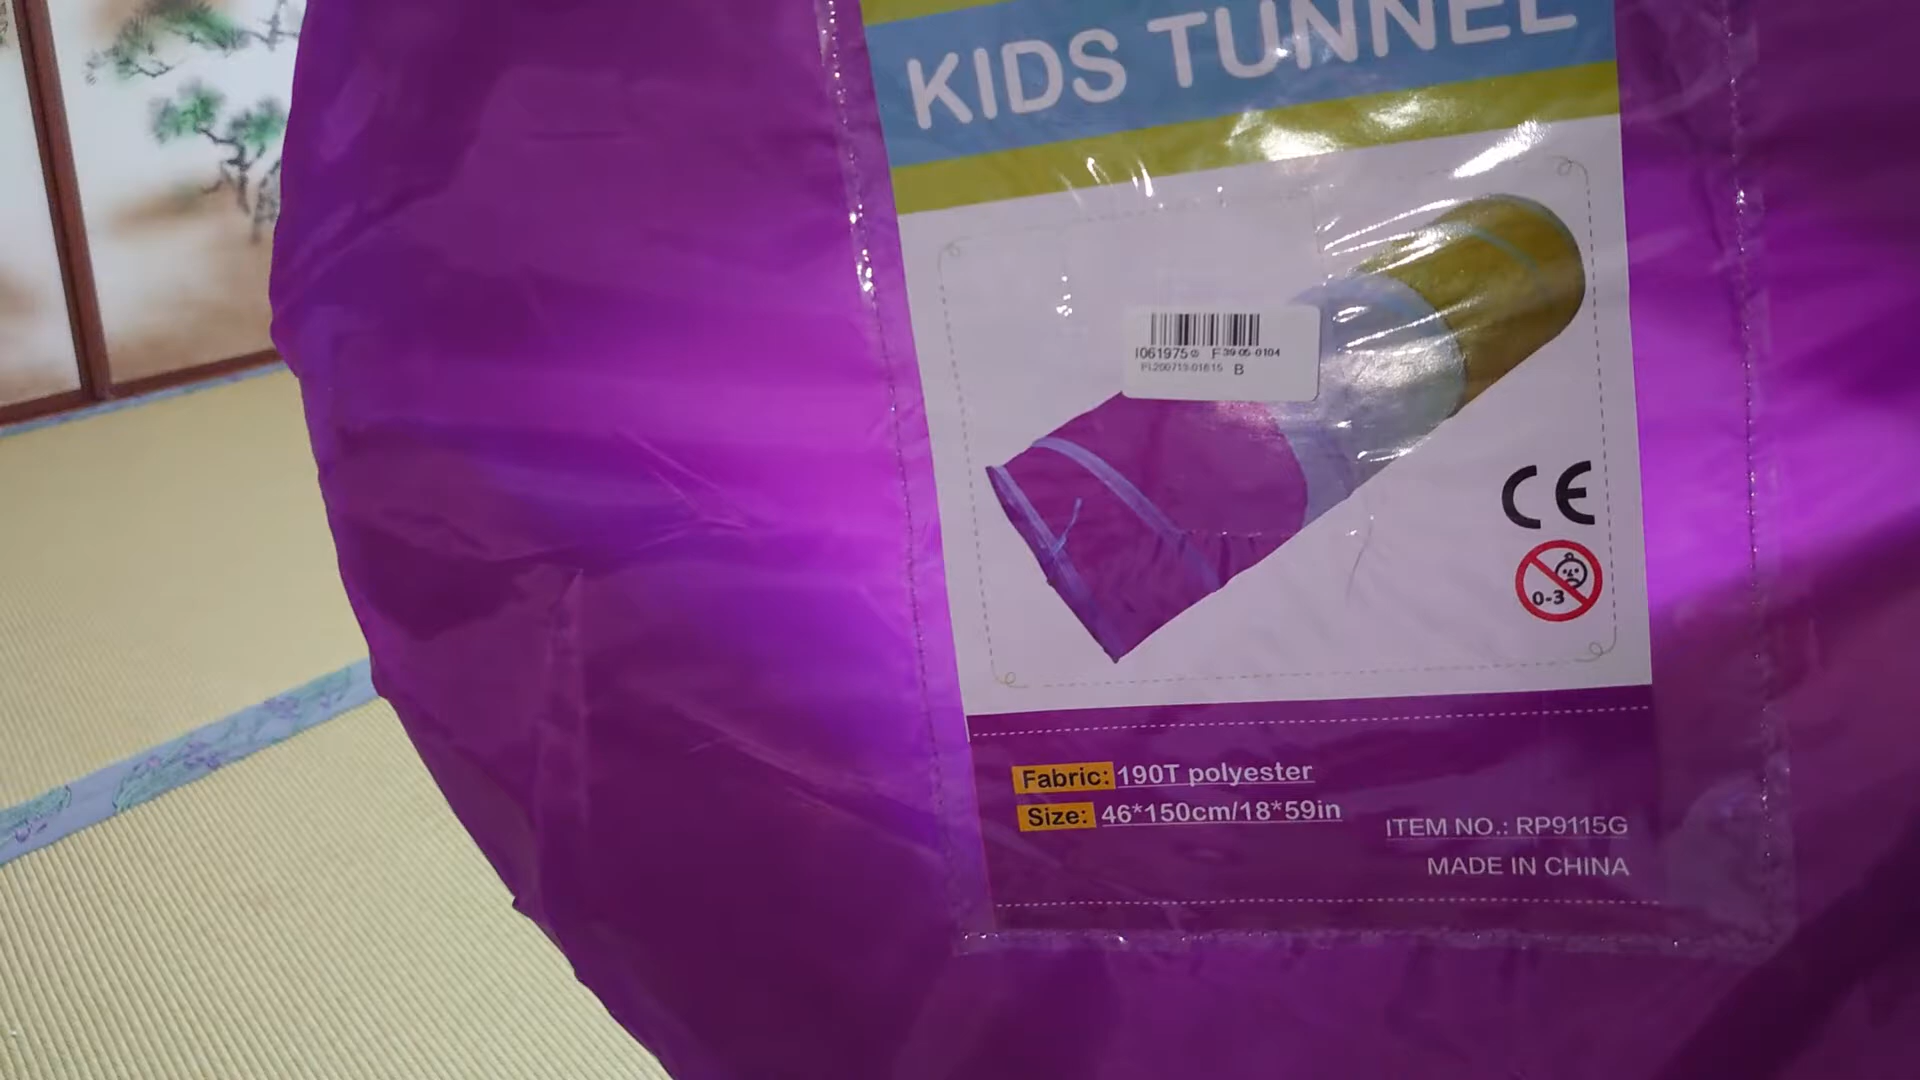 KIDS TUNNEL
CE
0-3
Fabric: 190T polyester
Size: 46*150cm/18*59in
ITEM NO.: RP9115G
MADE IN CHINA